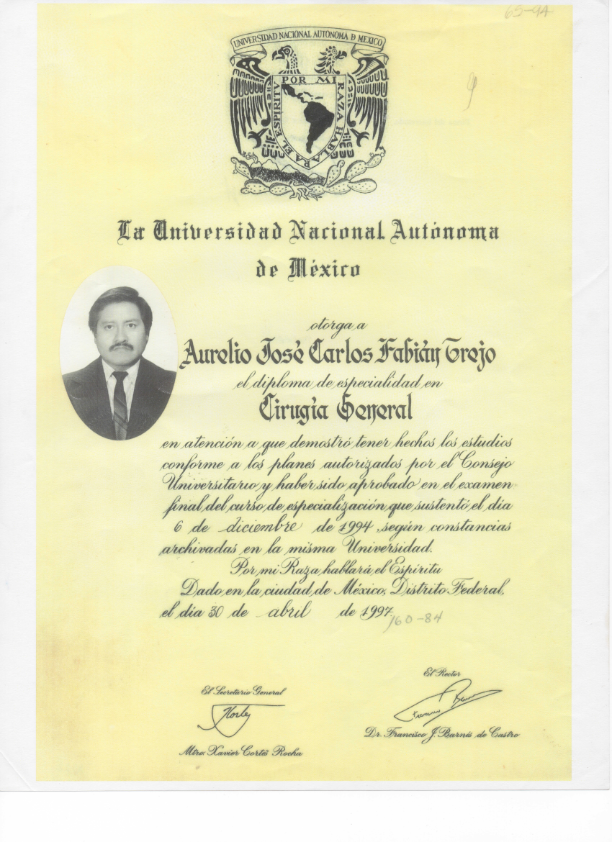 68-94
UNIVERSIDAD NACIONAL AUTONOMA D MEXICO
POR MI RAZA HABLARA EL ESPIRITU
9
La Universidad Nacional Autónoma
de México
otorga a
Aurelio José Carlos Fabián Trejo
el diploma de especialidad en
Cirugía General
en atención a que demostró tener hechos los estudios
conforme a los planes autorizados por el Consejo
Universitario y haber sido aprobado en el examen
final del curso de especialización que sustentó el día
6 de diciembre de 1994 según constancias
archivadas en la misma Universidad.
Por mi Raza hablará el Espíritu
Dado en la ciudad de México, Distrito Federal,
el día 30 de abril de 1997
160-84
El Secretario General
El Rector
Mtro. Xavier Cortés Rocha
Dr. Francisco J. Barnés de Castro